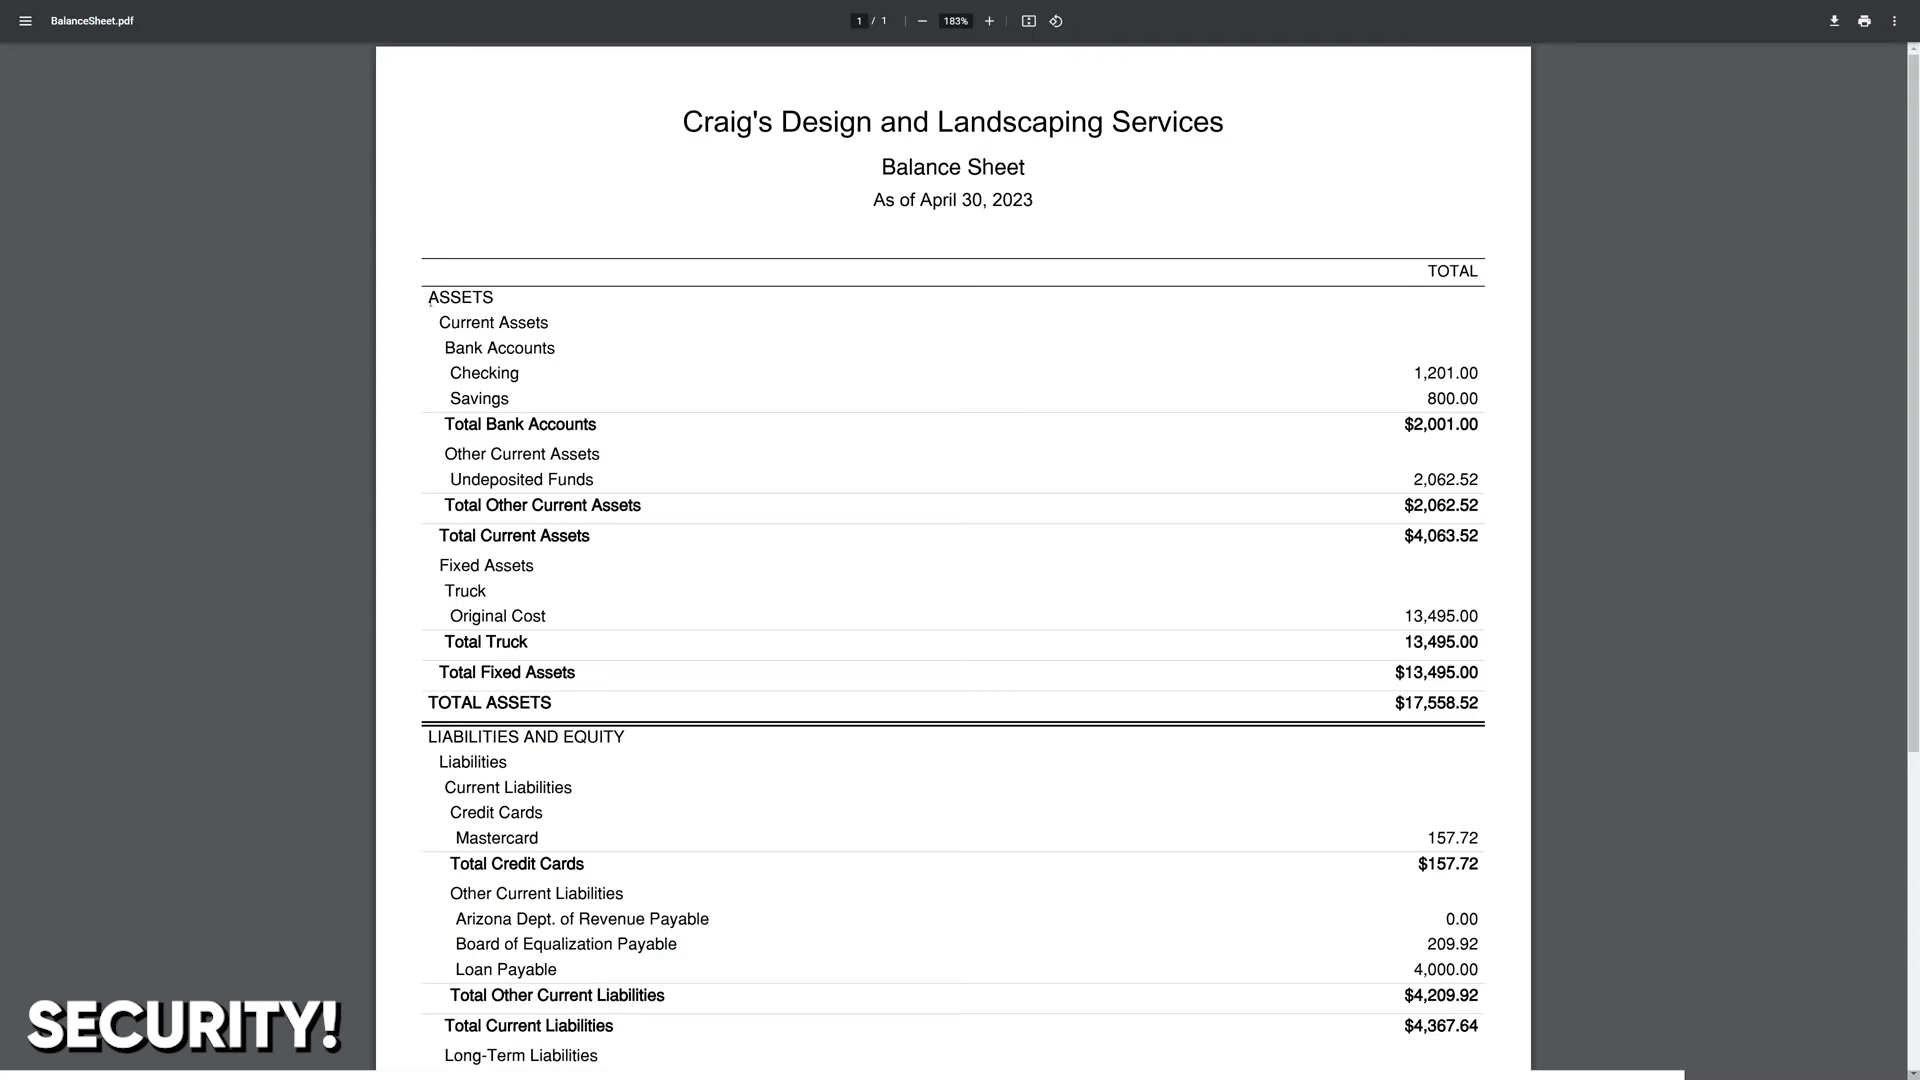 BalanceSheet.pdf
1 / 1
183%
Craig's Design and Landscaping Services
Balance Sheet
As of April 30, 2023
TOTAL
ASSETS
Current Assets
Bank Accounts
Checking 1,201.00
Savings 800.00
Total Bank Accounts $2,001.00
Other Current Assets
Undeposited Funds 2,062.52
Total Other Current Assets $2,062.52
Total Current Assets $4,063.52
Fixed Assets
Truck
Original Cost 13,495.00
Total Truck 13,495.00
Total Fixed Assets $13,495.00
TOTAL ASSETS $17,558.52
LIABILITIES AND EQUITY
Liabilities
Current Liabilities
Credit Cards
Mastercard 157.72
Total Credit Cards $157.72
Other Current Liabilities
Arizona Dept. of Revenue Payable 0.00
Board of Equalization Payable 209.92
Loan Payable 4,000.00
Total Other Current Liabilities $4,209.92
Total Current Liabilities $4,367.64
Long-Term Liabilities
SECURITY!